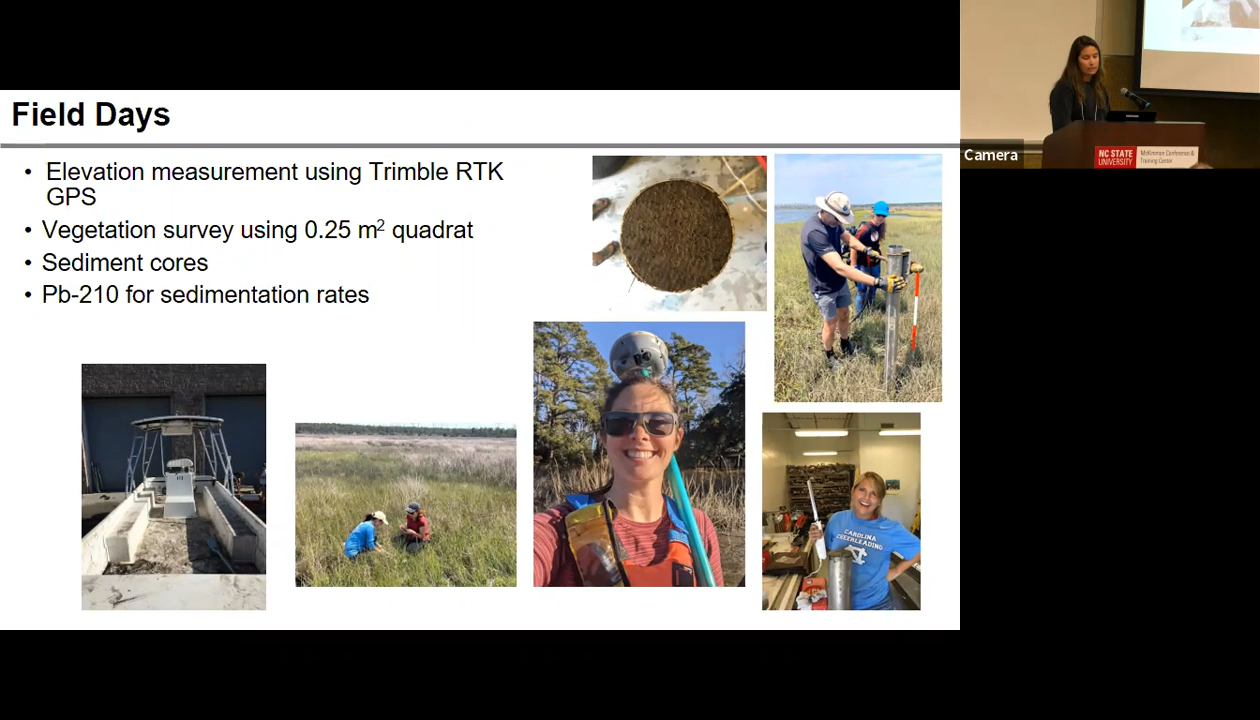 Field Days
• Elevation measurement using Trimble RTK
GPS
• Vegetation survey using 0.25 m² quadrat
• Sediment cores
• Pb-210 for sedimentation rates
Camera
NC STATE
UNIVERSITY
McKimmon Conference &
Training Center
CAROLINA
CHEERLEADING
NC